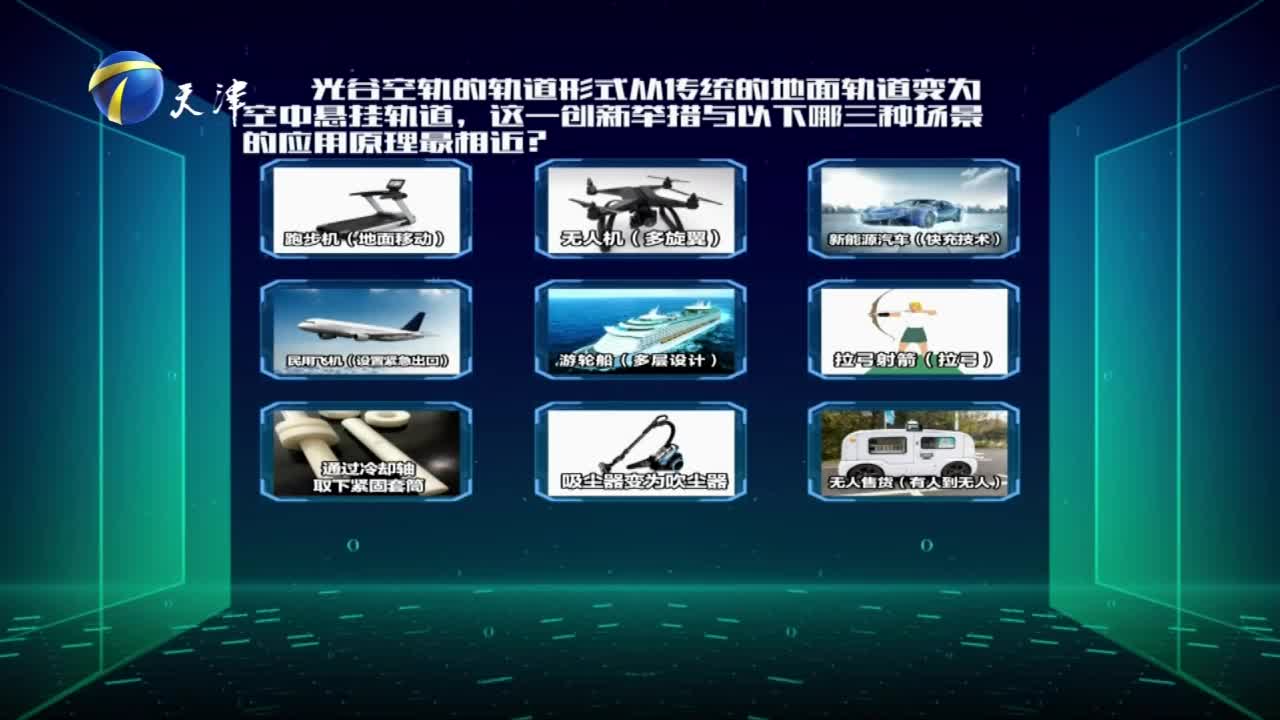 天津
光谷空轨的轨道形式从传统的地面轨道变为
空中悬挂轨道，这一创新举措与以下哪三种场景
的应用原理最相近?
跑步机（地面移动）
无人机（多旋翼）
新能源汽车（快充技术）
民用飞机（设置紧急出口）
游轮船（多层设计）
拉弓射箭（拉弓）
通过冷却轴
取下紧固套筒
吸尘器变为吹尘器
无人售货（有人到无人）